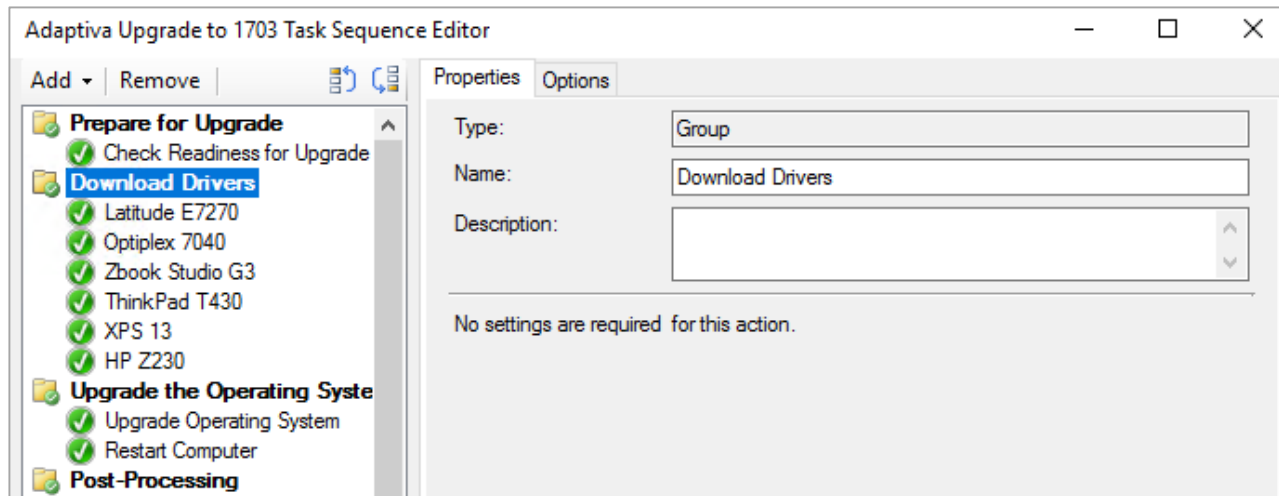 Adaptiva Upgrade to 1703 Task Sequence Editor
Add Remove
Properties Options
Prepare for Upgrade
Check Readiness for Upgrade
Download Drivers
Latitude E7270
Optiplex 7040
Zbook Studio G3
ThinkPad T430
XPS 13
HP Z230
Upgrade the Operating Syste
Upgrade Operating System
Restart Computer
Post-Processing
Type: Group
Name: Download Drivers
Description:
No settings are required for this action.